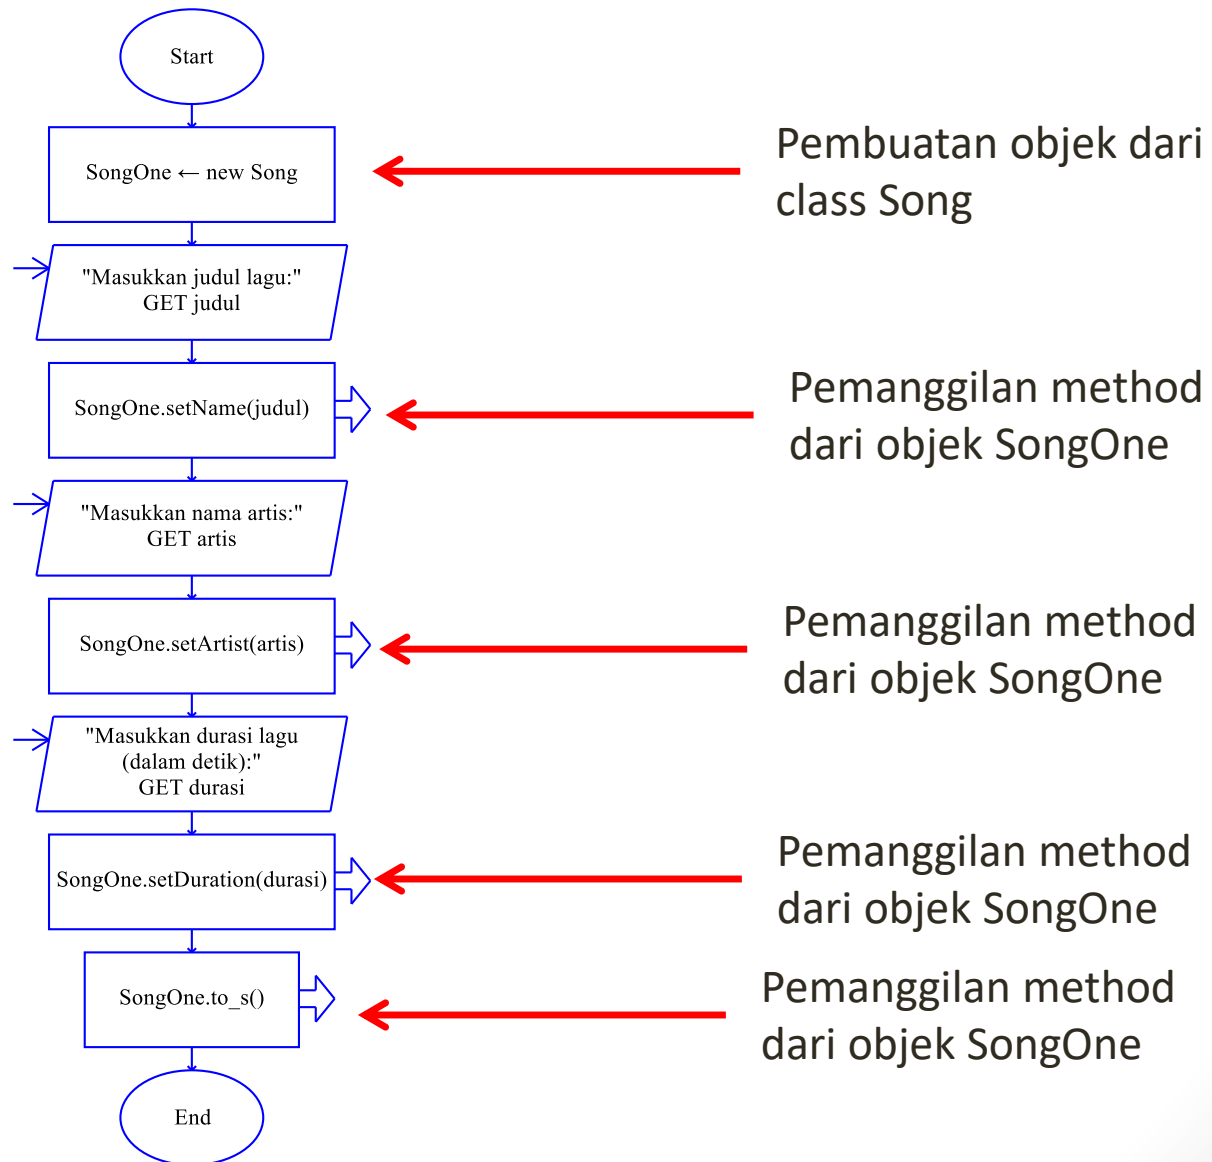 Start
SongOne ← new Song
Pembuatan objek dari
class Song
"Masukkan judul lagu:"
GET judul
SongOne.setName(judul)
Pemanggilan method
dari objek SongOne
"Masukkan nama artis:"
GET artis
SongOne.setArtist(artis)
Pemanggilan method
dari objek SongOne
"Masukkan durasi lagu
(dalam detik):"
GET durasi
SongOne.setDuration(durasi)
Pemanggilan method
dari objek SongOne
SongOne.to_s()
Pemanggilan method
dari objek SongOne
End